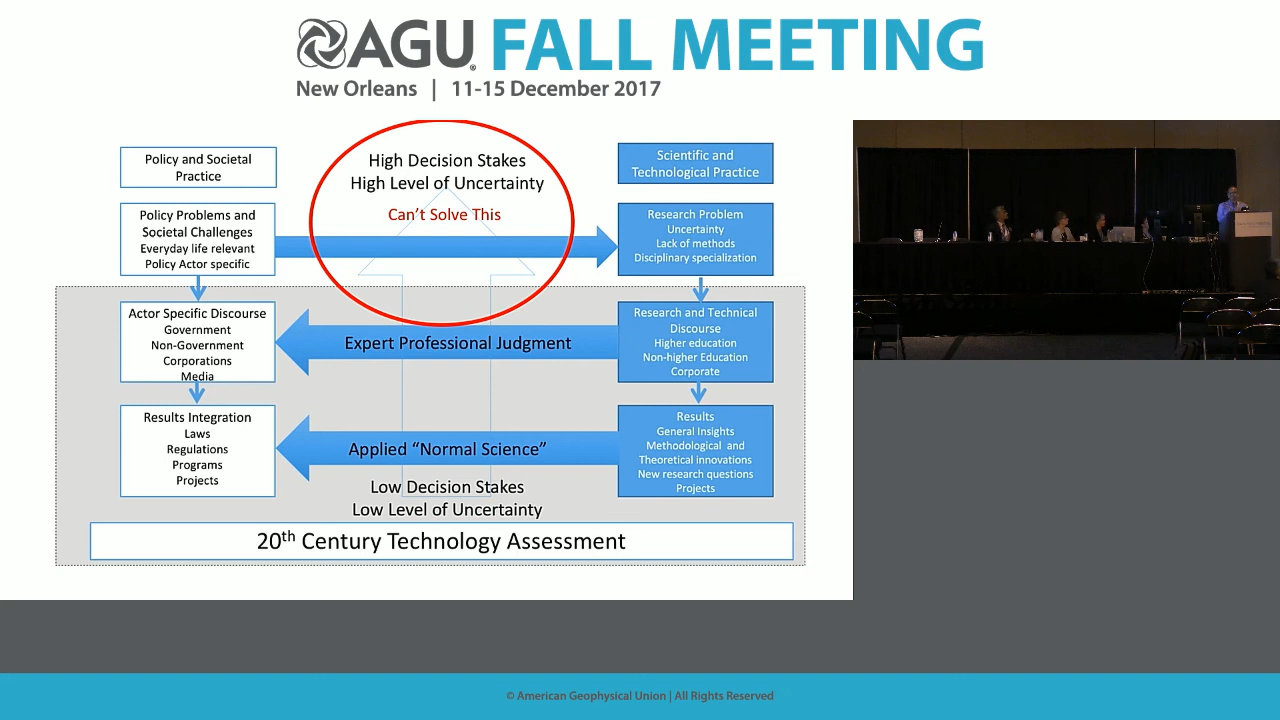 AGU FALL MEETING
New Orleans | 11-15 December 2017
Policy and Societal
Practice
High Decision Stakes
High Level of Uncertainty
Can't Solve This
Scientific and
Technological Practice
Policy Problems and
Societal Challenges
Everyday life relevant
Policy Actor specific
Research Problem
Uncertainty
Lack of methods
Disciplinary specialization
Actor Specific Discourse
Government
Non-Government
Corporations
Media
Expert Professional Judgment
Research and Technical
Discourse
Higher education
Non-higher Education
Corporate
Results Integration
Laws
Regulations
Programs
Projects
Applied “Normal Science”
Results
General Insights
Methodological and
Theoretical innovations
New research questions
Projects
Low Decision Stakes
Low Level of Uncertainty
20th Century Technology Assessment
© American Geophysical Union | All Rights Reserved